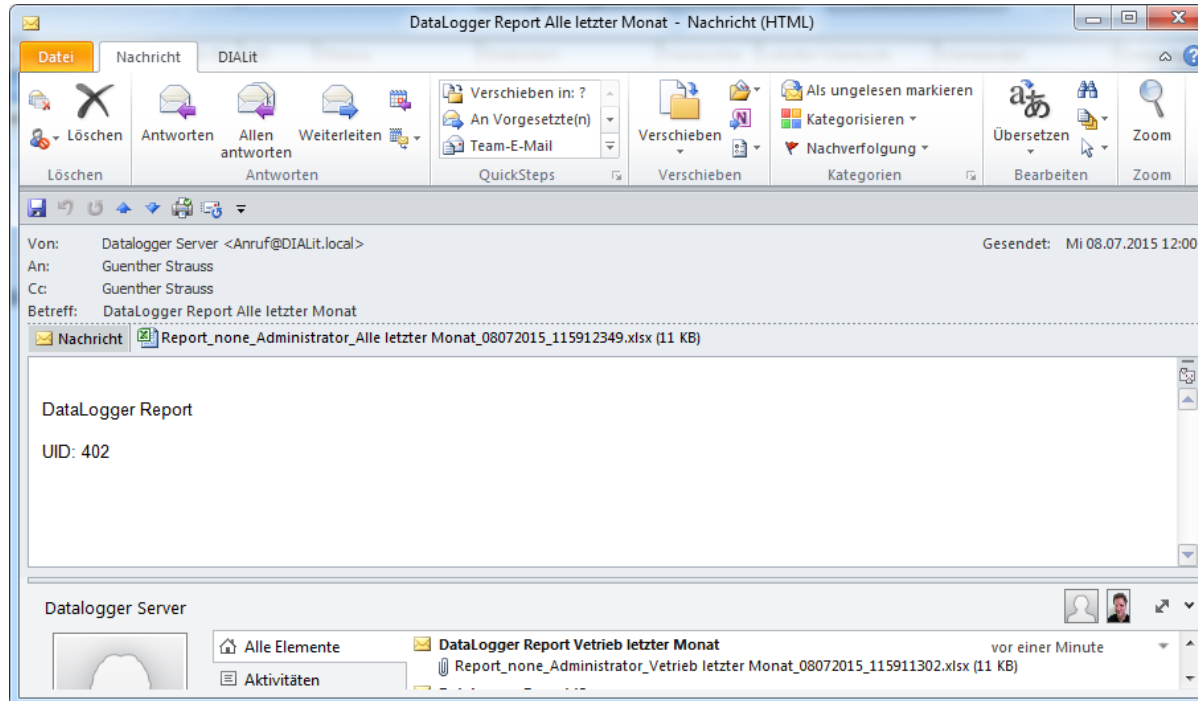 DataLogger Report Alle letzter Monat - Nachricht (HTML)
Datei Nachricht DIALit
Löschen
Antworten
Allen antworten
Weiterleiten
Löschen
Antworten
Verschieben in: ?
An Vorgesetzte(n)
Team-E-Mail
QuickSteps
Verschieben
Verschieben
Als ungelesen markieren
Kategorisieren
Nachverfolgung
Kategorien
Übersetzen
Bearbeiten
Zoom
Zoom
Von: Datalogger Server <Anruf@DIALit.local> Gesendet: Mi 08.07.2015 12:00
An: Guenther Strauss
Cc: Guenther Strauss
Betreff: DataLogger Report Alle letzter Monat
Nachricht Report_none_Administrator_Alle letzter Monat_08072015_115912349.xlsx (11 KB)
DataLogger Report
UID: 402
Datalogger Server
Alle Elemente
Aktivitäten
DataLogger Report Vetrieb letzter Monat vor einer Minute
Report_none_Administrator_Vetrieb letzter Monat_08072015_115911302.xlsx (11 KB)